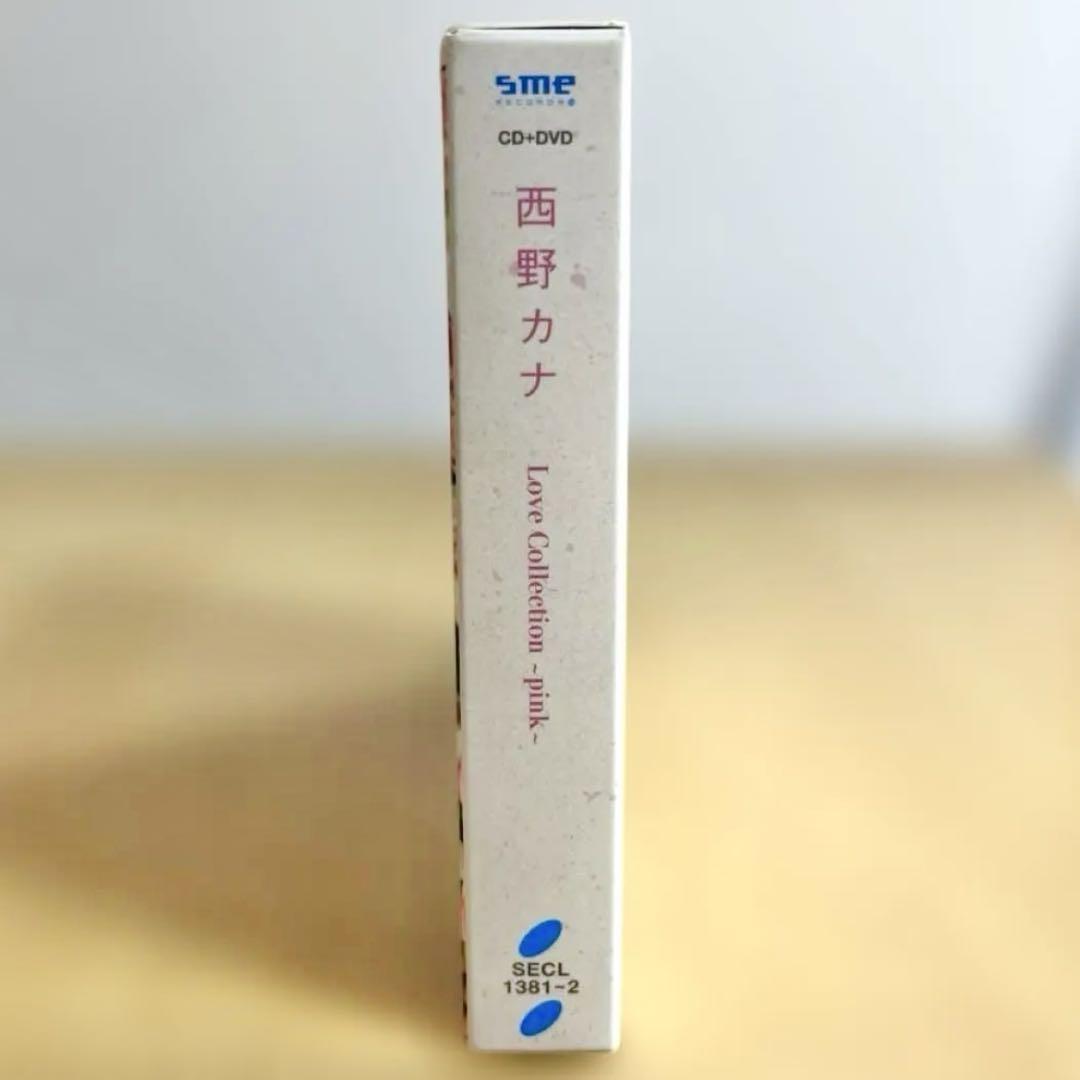 sme
RECORDS
CD+DVD
西野カナ
Love Collection ~pink~
SECL
1381~2